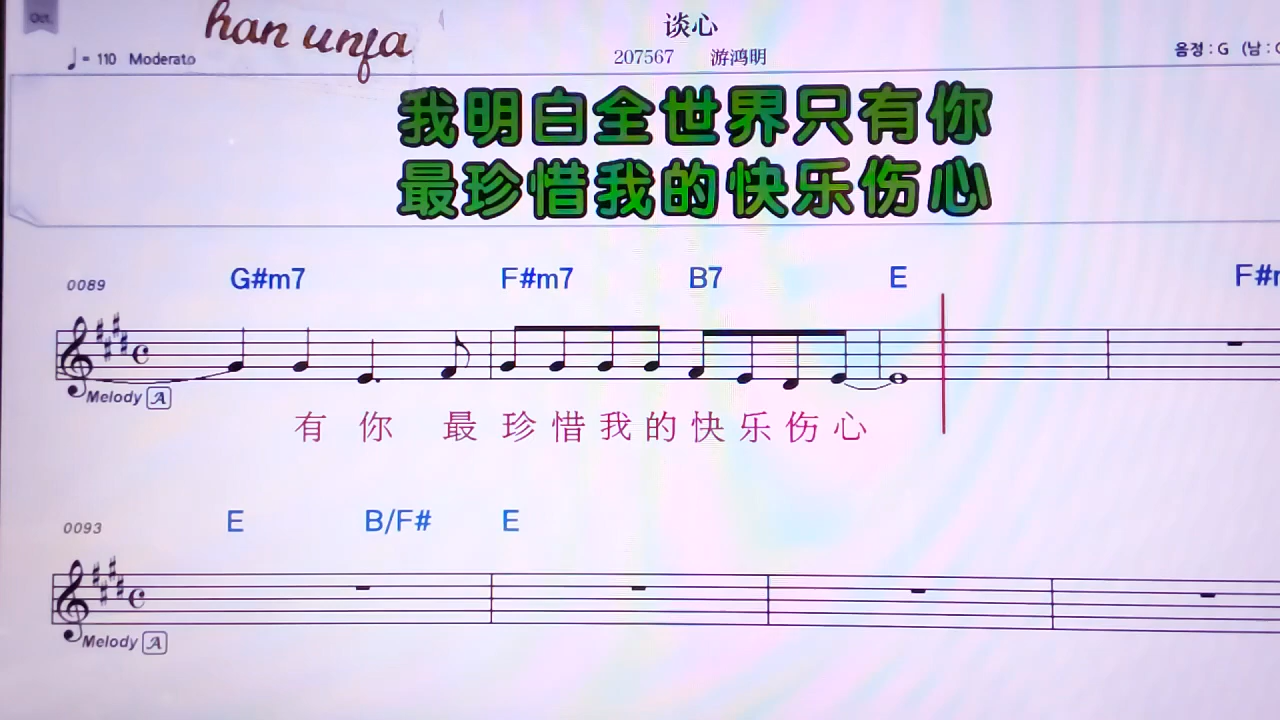 Oct.
han unfa
谈心
♩= 110 Moderato
207567 游鸿明
음정 : G (남 :
我明白全世界只有你
最珍惜我的快乐伤心
0089 G#m7 F#m7 B7 E
Melody A
有你 最珍惜我的快乐伤心
0093 E B/F# E
Melody A